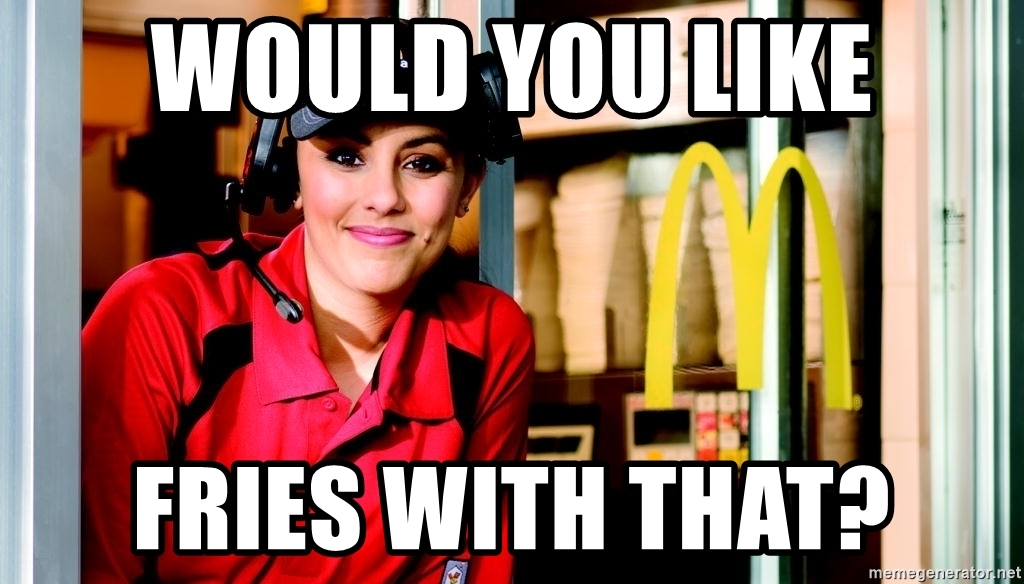 WOULD YOU LIKE
FRIES WITH THAT?
memegenerator.net